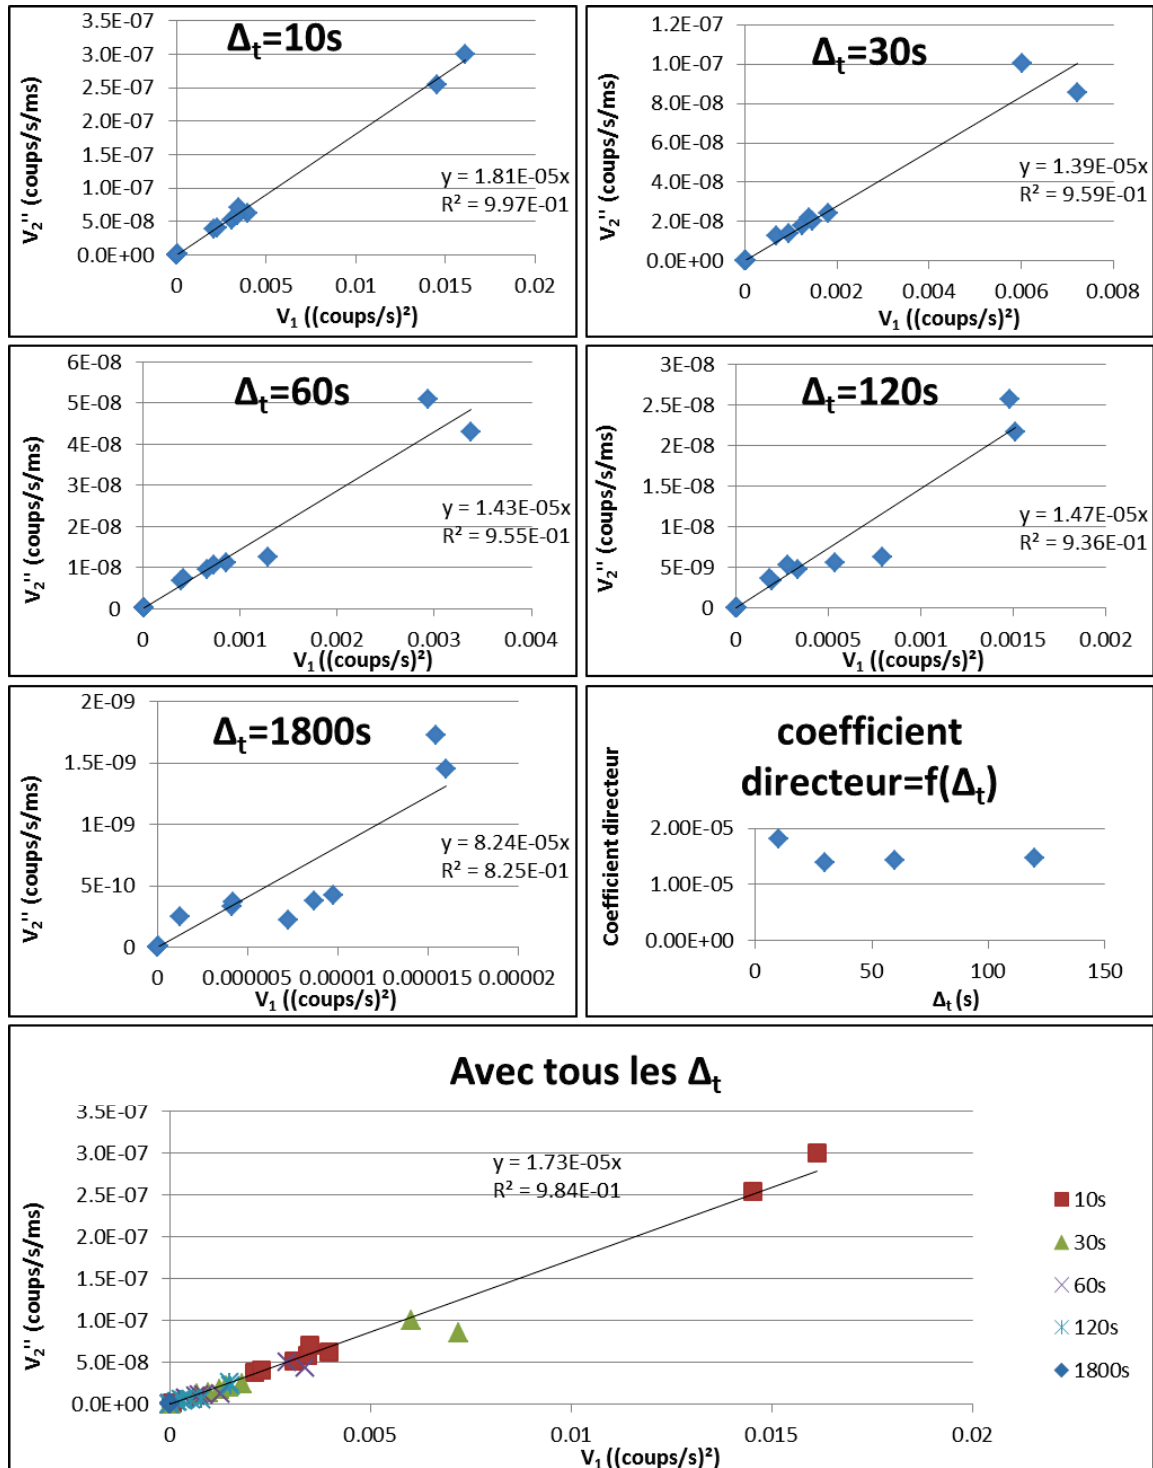 Δt=10s
V2'' (coups/s/ms)
3.5E-07
3.0E-07
2.5E-07
2.0E-07
1.5E-07
1.0E-07
5.0E-08
0.0E+00
y = 1.81E-05x
R² = 9.97E-01
0 0.005 0.01 0.015 0.02
V1 ((coups/s)²)
Δt=30s
V2'' (coups/s/ms)
1.2E-07
1.0E-07
8.0E-08
6.0E-08
4.0E-08
2.0E-08
0.0E+00
y = 1.39E-05x
R² = 9.59E-01
0 0.002 0.004 0.006 0.008
V1 ((coups/s)²)
Δt=60s
V2'' (coups/s/ms)
6E-08
5E-08
4E-08
3E-08
2E-08
1E-08
0
y = 1.43E-05x
R² = 9.55E-01
0 0.001 0.002 0.003 0.004
V1 ((coups/s)²)
Δt=120s
V2'' (coups/s/ms)
3E-08
2.5E-08
2E-08
1.5E-08
1E-08
5E-09
0
y = 1.47E-05x
R² = 9.36E-01
0 0.0005 0.001 0.0015 0.002
V1 ((coups/s)²)
Δt=1800s
V2'' (coups/s/ms)
2E-09
1.5E-09
1E-09
5E-10
0
y = 8.24E-05x
R² = 8.25E-01
0 0.000005 0.00001 0.000015 0.00002
V1 ((coups/s)²)
coefficient
directeur=f(Δt)
Coefficient directeur
2.00E-05
1.00E-05
0.00E+00
0 50 100 150
Δt (s)
Avec tous les Δt
V2'' (coups/s/ms)
3.5E-07
3.0E-07
2.5E-07
2.0E-07
1.5E-07
1.0E-07
5.0E-08
0.0E+00
y = 1.73E-05x
R² = 9.84E-01
10s
30s
60s
120s
1800s
0 0.005 0.01 0.015 0.02
V1 ((coups/s)²)